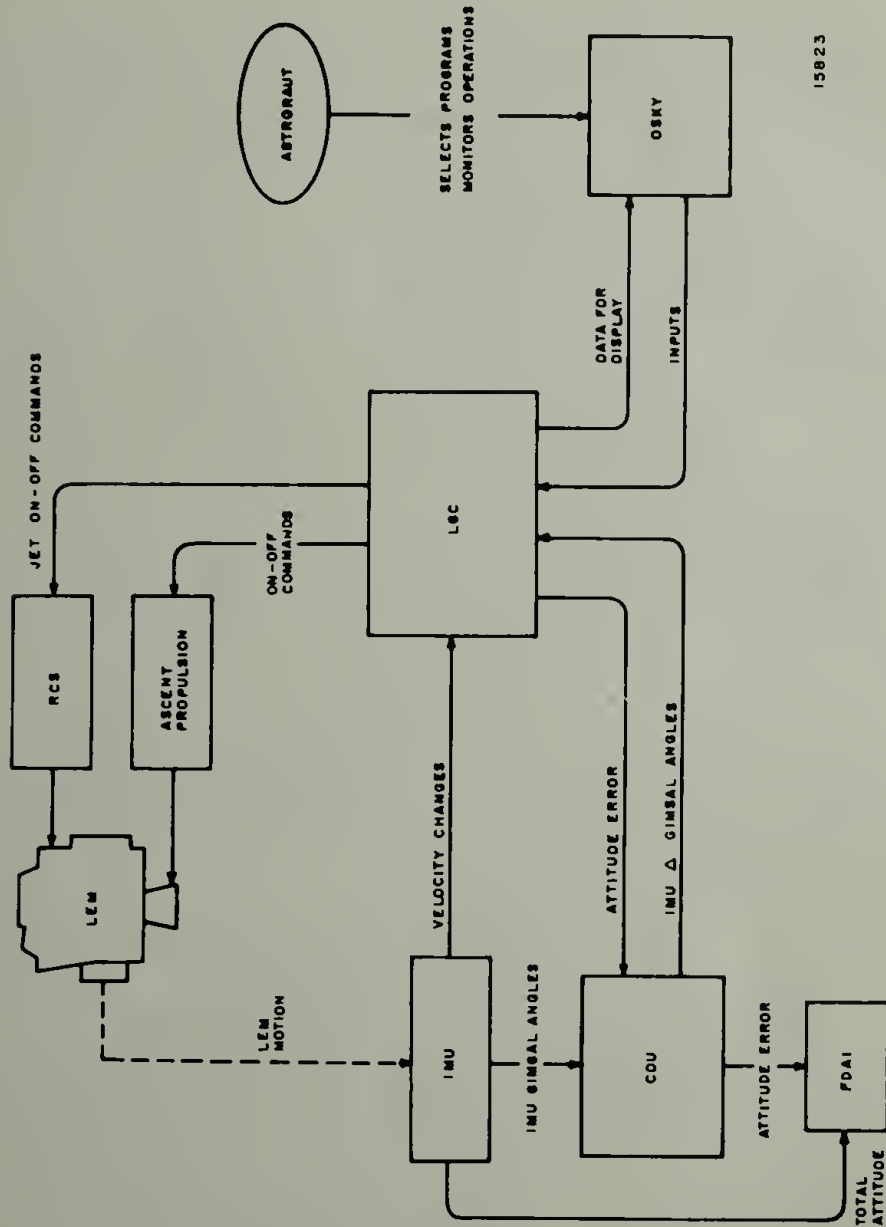 JET ON-OFF COMMANDS
RCS
ASCENT
PROPULSION
ON-OFF
COMMANDS
LEM
LEM
MOTION
ASTRONAUT
SELECTS PROGRAMS
MONITORS OPERATIONS
DSKY
LGC
DATA FOR
DISPLAY
INPUTS
VELOCITY CHANGES
IMU
IMU GIMBAL ANGLES
ATTITUDE ERROR
IMU Δ GIMBAL ANGLES
CDU
ATTITUDE ERROR
FDAI
TOTAL
ATTITUDE
15823